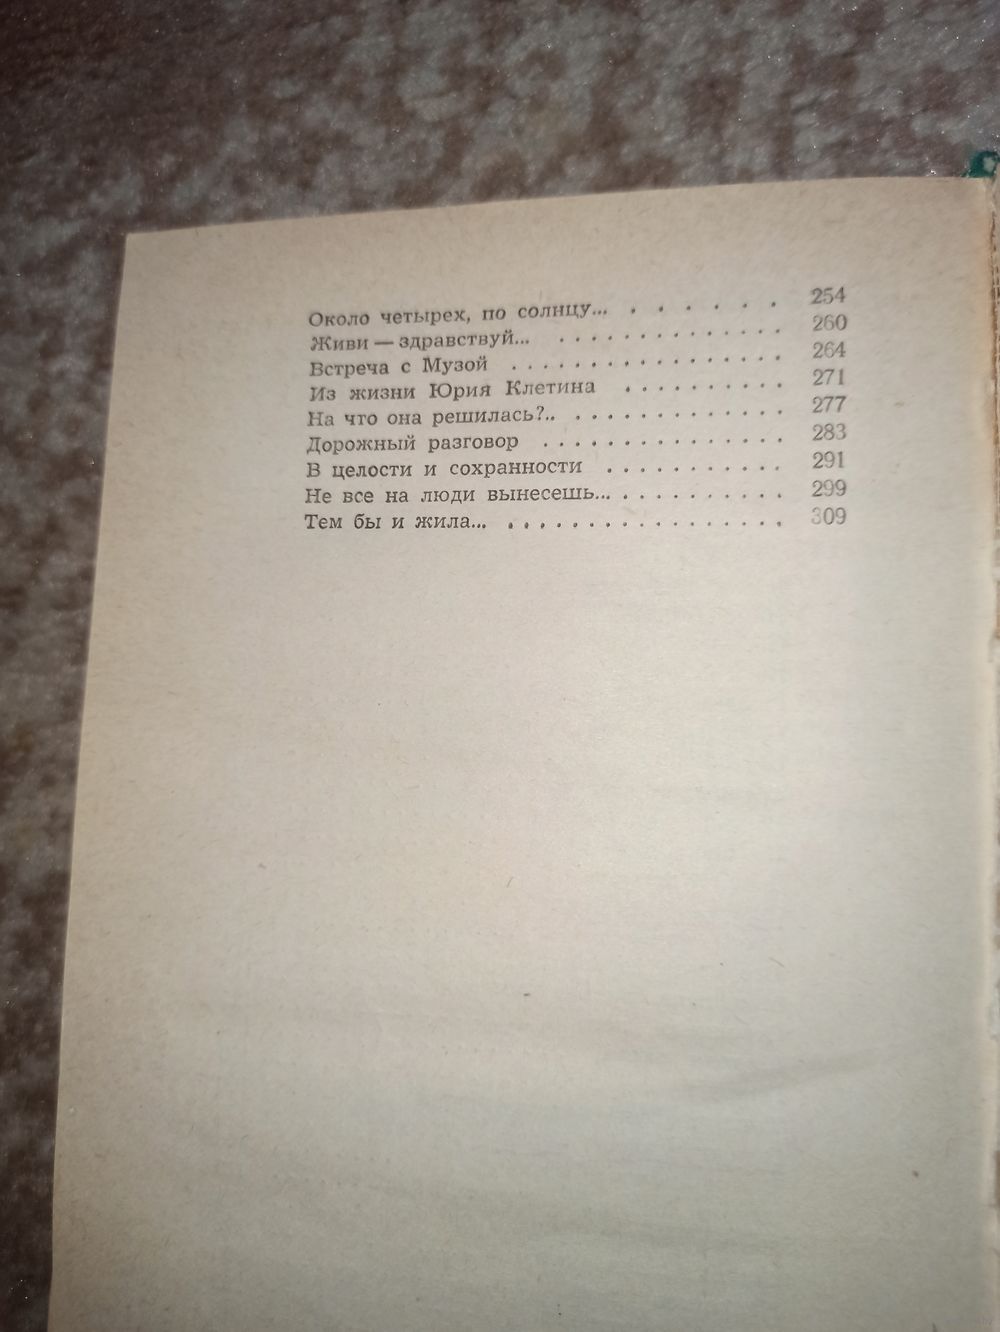 Около четырех, по солнцу... . . . . . . 254
Живи — здравствуй... . . . . . . . . . . . . 260
Встреча с Музой . . . . . . . . . . . . . . . 264
Из жизни Юрия Клетина . . . . . . . . . 271
На что она решилась?.. . . . . . . . . . . . 277
Дорожный разговор . . . . . . . . . . . . . 283
В целости и сохранности . . . . . . . . . . 291
Не все на люди вынесешь... . . . . . . . . . . 299
Тем бы и жила... . . . . . . . . . . . . . . . . 309